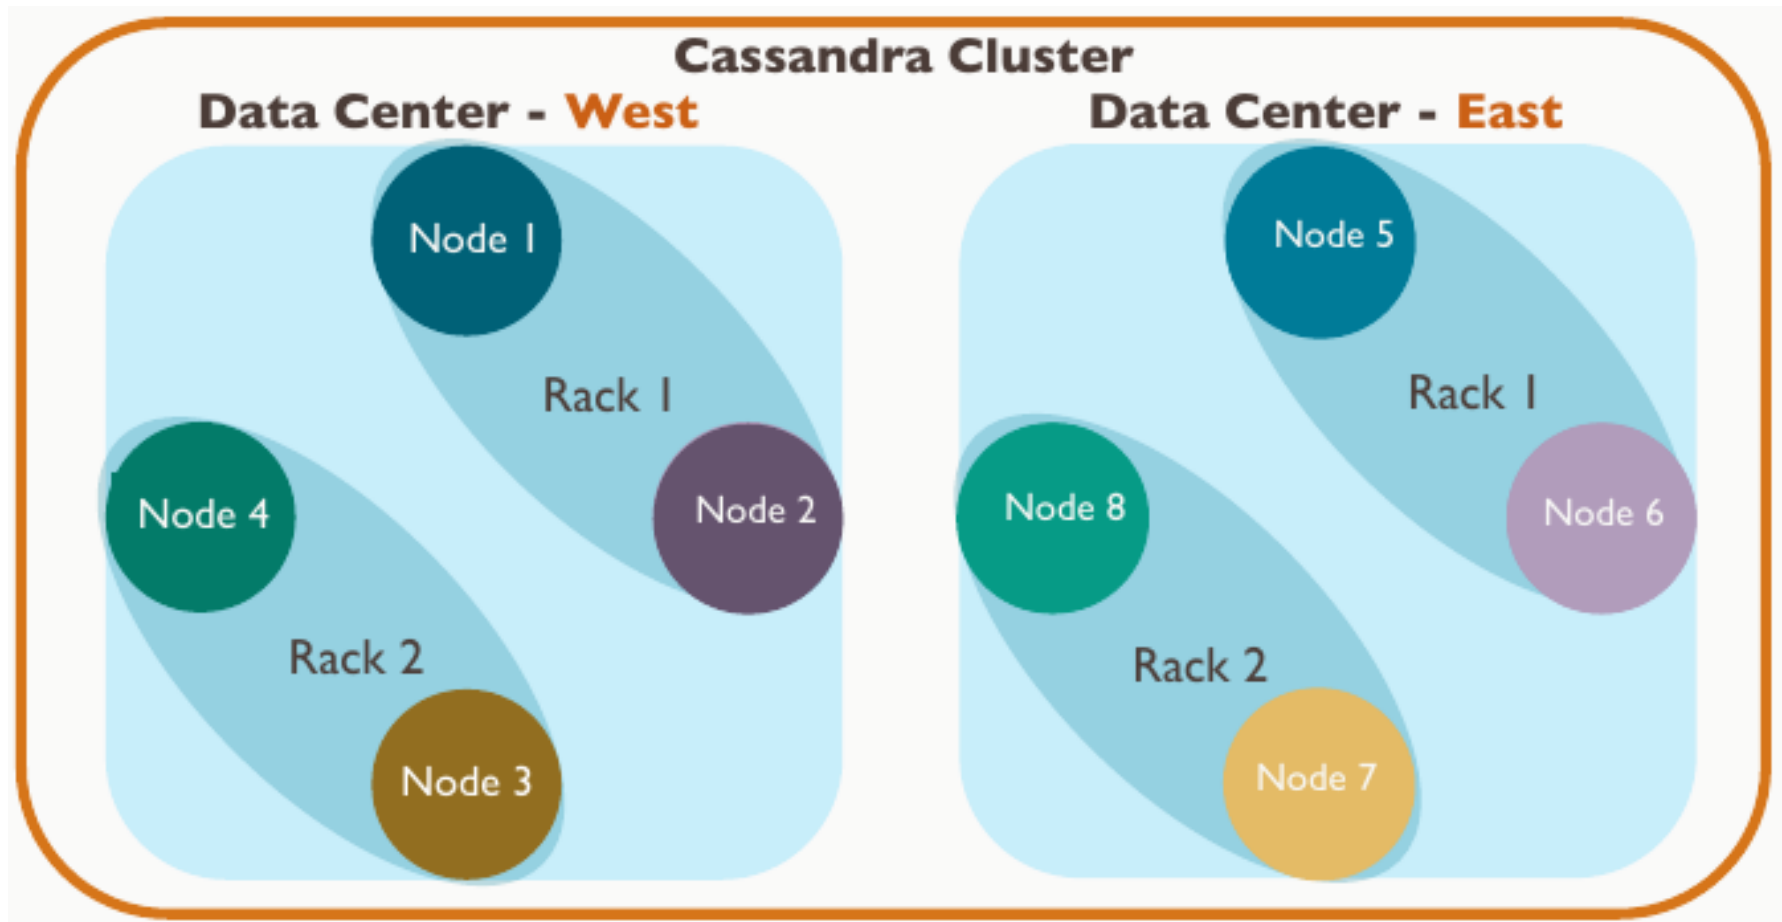 Cassandra Cluster
Data Center - West
Data Center - East
Node 1
Rack 1
Node 2
Node 4
Rack 2
Node 3
Node 5
Rack 1
Node 6
Node 8
Rack 2
Node 7